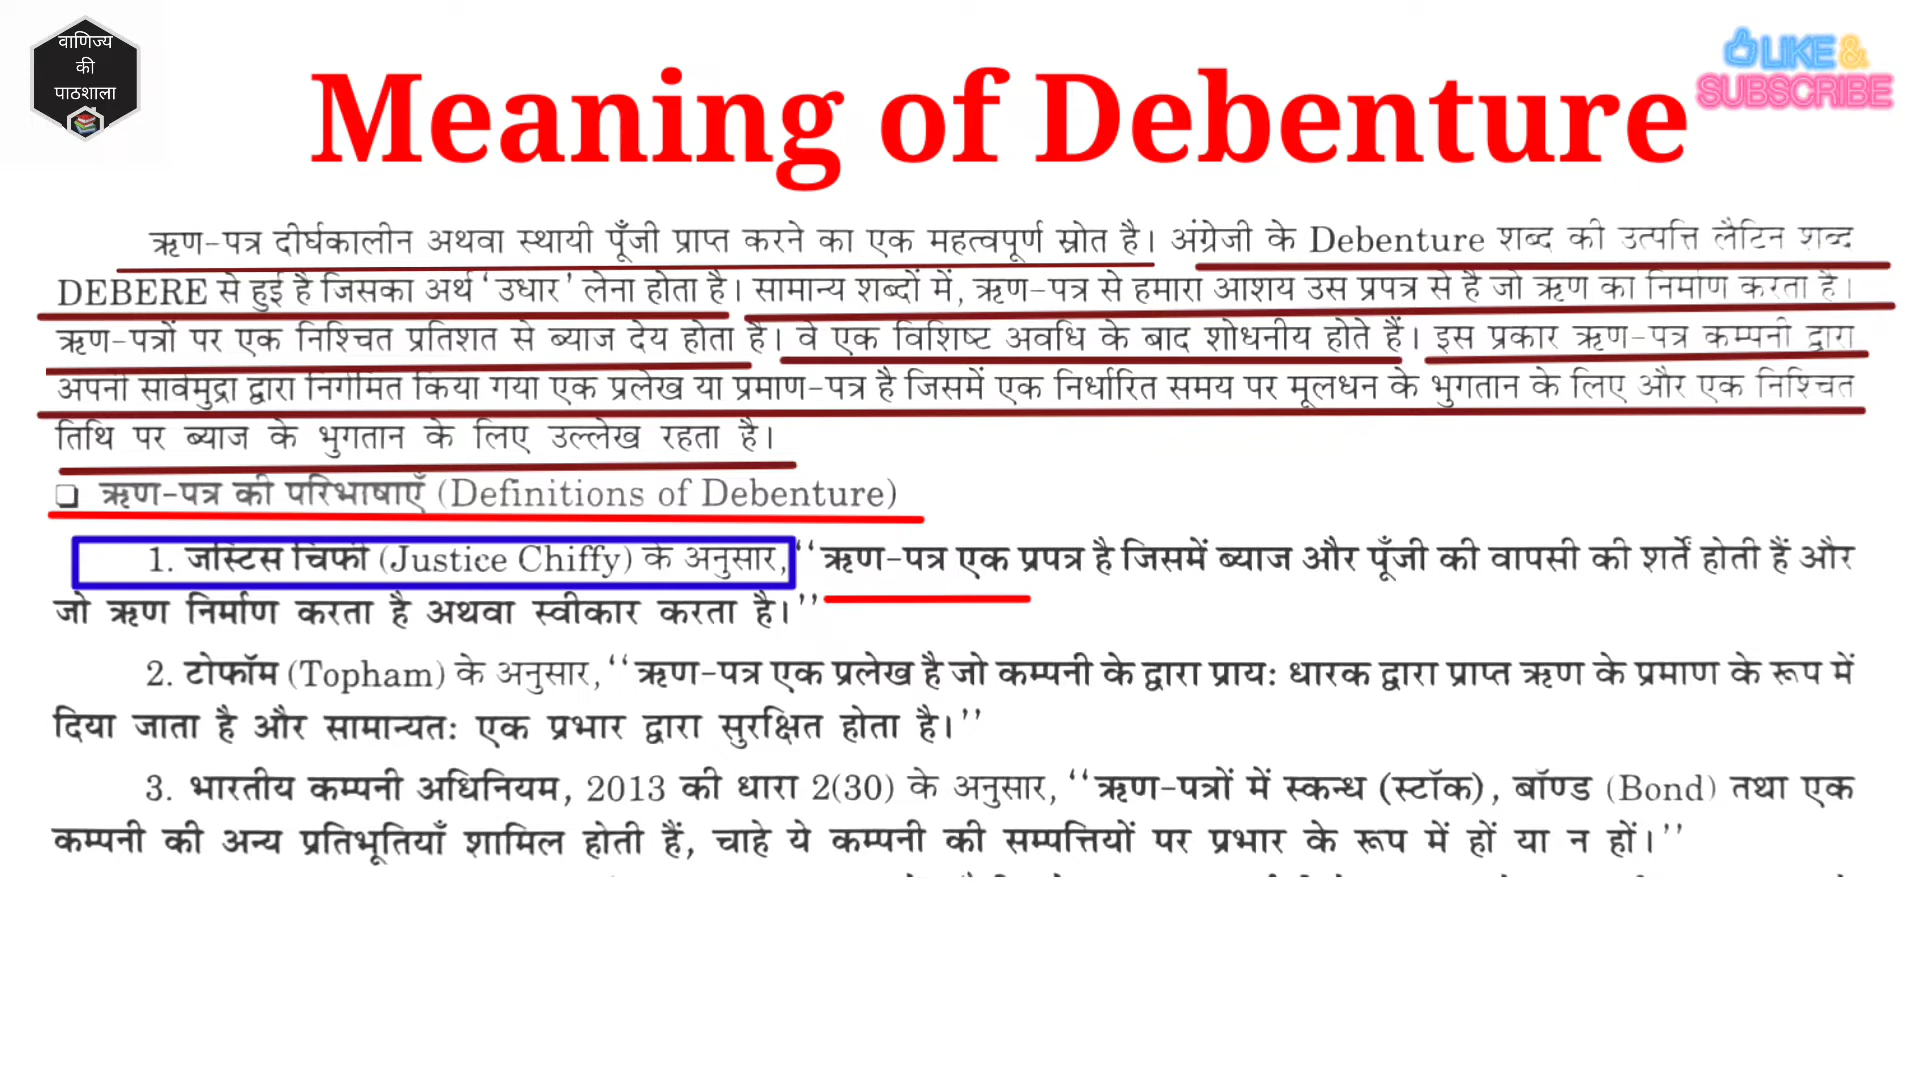 वाणिज्य
की
पाठशाला
LIKE &
SUBSCRIBE
Meaning of Debenture
ऋण-पत्र दीर्घकालीन अथवा स्थायी पूँजी प्राप्त करने का एक महत्वपूर्ण स्रोत है। अंग्रेजी के Debenture शब्द की उत्पत्ति लैटिन शब्द
DEBERE से हुई है जिसका अर्थ 'उधार' लेना होता है। सामान्य शब्दों में, ऋण-पत्र से हमारा आशय उस प्रपत्र से है जो ऋण का निर्माण करता है।
ऋण-पत्रों पर एक निश्चित प्रतिशत से ब्याज देय होता है। वे एक विशिष्ट अवधि के बाद शोधनीय होते हैं। इस प्रकार ऋण-पत्र कम्पनी द्वारा
अपनी सार्वमुद्रा द्वारा निर्गमित किया गया एक प्रलेख या प्रमाण-पत्र है जिसमें एक निर्धारित समय पर मूलधन के भुगतान के लिए और एक निश्चित
तिथि पर ब्याज के भुगतान के लिए उल्लेख रहता है।
❑ ऋण-पत्र की परिभाषाएँ (Definitions of Debenture)
1. जस्टिस चिफी (Justice Chiffy) के अनुसार, ‘‘ऋण-पत्र एक प्रपत्र है जिसमें ब्याज और पूँजी की वापसी की शर्तें होती हैं और
जो ऋण निर्माण करता है अथवा स्वीकार करता है।’’
2. टोफॉम (Topham) के अनुसार, ‘‘ऋण-पत्र एक प्रलेख है जो कम्पनी के द्वारा प्रायः धारक द्वारा प्राप्त ऋण के प्रमाण के रूप में
दिया जाता है और सामान्यतः एक प्रभार द्वारा सुरक्षित होता है।’’
3. भारतीय कम्पनी अधिनियम, 2013 की धारा 2(30) के अनुसार, ‘‘ऋण-पत्रों में स्कन्ध (स्टॉक), बॉण्ड (Bond) तथा एक
कम्पनी की अन्य प्रतिभूतियाँ शामिल होती हैं, चाहे ये कम्पनी की सम्पत्तियों पर प्रभार के रूप में हों या न हों।’’